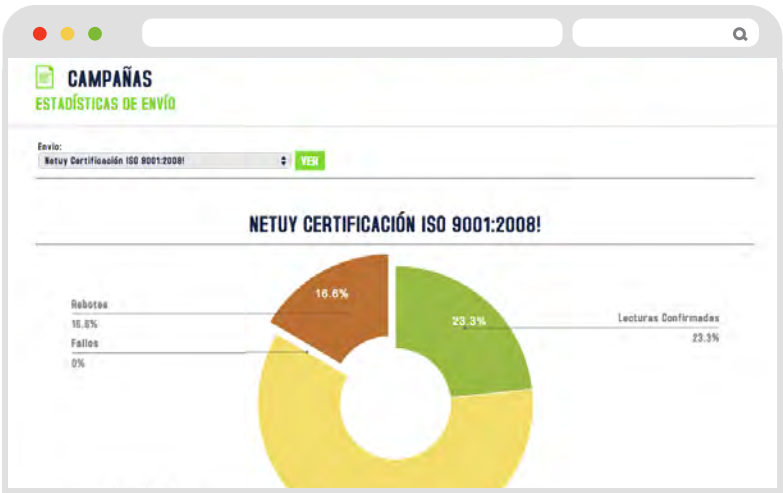 CAMPAÑAS
ESTADÍSTICAS DE ENVÍO
Envío:
Netuy Certificación ISO 9001:2008!
VER
NETUY CERTIFICACIÓN ISO 9001:2008!
16.6%
23.3%
Rebotes
16.6%
Fallos
0%
Lecturas Confirmadas
23.3%